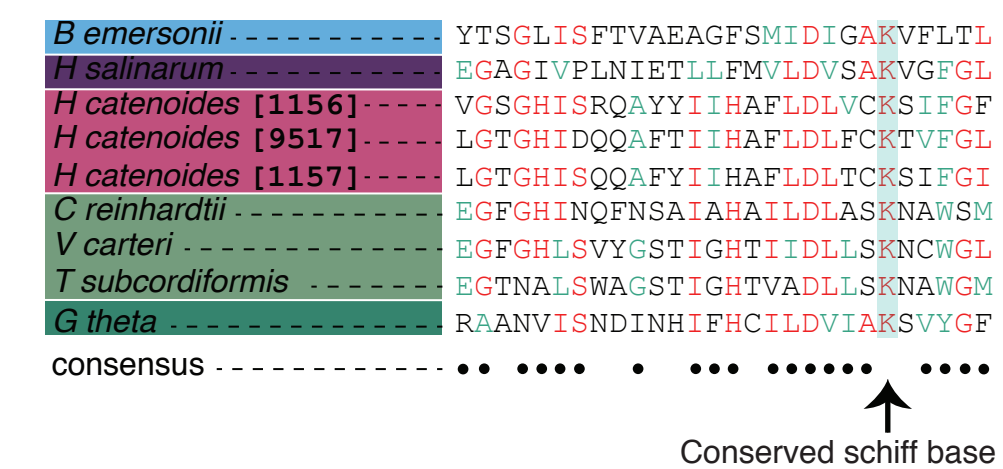 B emersonii YTSGLISFTVAEAGFSMIDIGAKVFLTL
H salinarum EGAGIVPLNIETLLFMVLDVSAKVGFGL
H catenoides [1156] VGSGHISRQAYYIIHAFLDLVCKSIFGF
H catenoides [9517] LGTGHIDQQAFTIIHAFLDLFCKTVFGL
H catenoides [1157] LGTGHISQQAFYIIHAFLDLTCKSIFGI
C reinhardtii EGFGHINQFNSAIAHAILDLASKNAWSM
V carteri EGFGHLSVYGSTIGHTIIDLLSKNCWGL
T subcordiformis EGTNALSWAGSTIGHTVADLLSKNAWGM
G theta RAANVISNDINHIFHCILDVIAKSVYGF
consensus
Conserved schiff base